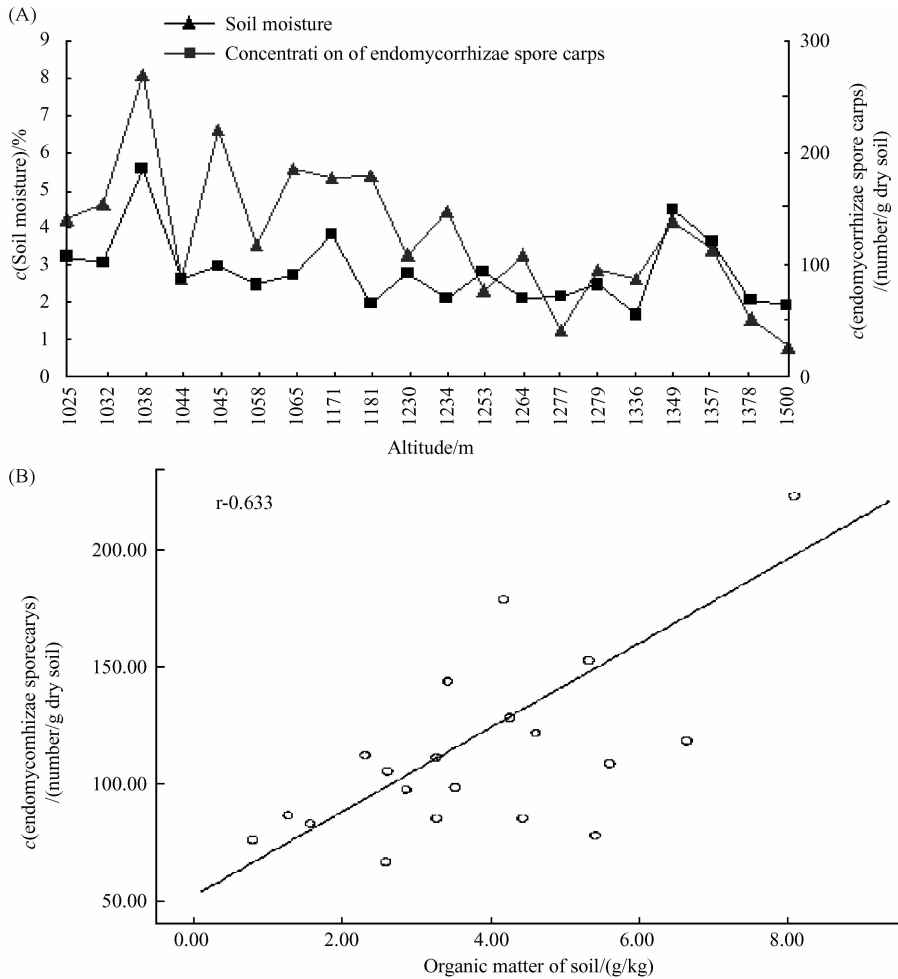 (A)
Soil moisture
Concentrati on of endomycorrhizae spore carps
c(Soil moisture)/%
9
8
7
6
5
4
3
2
1
0
300
200
100
0
c(endomycorrhizae spore carps)
/(number/g dry soil)
1025 1032 1038 1044 1045 1058 1065 1171 1181 1230 1234 1253 1264 1277 1279 1336 1349 1357 1378 1500
Altitude/m
(B)
r-0.633
c(endomycomhizae sporecarys)
/(number/g dry soil)
200.00
150.00
100.00
50.00
0.00 2.00 4.00 6.00 8.00
Organic matter of soil/(g/kg)